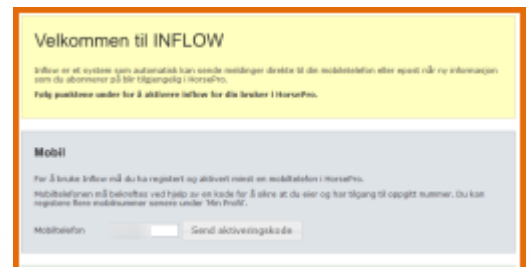 Velkommen til INFLOW
Inflow er et system som automatisk kan sende meldinger direkte til din mobiltelefon eller epost når ny informasjon
som du abonnerer på blir tilgjengelig i HorsePro.
Følg punktene under for å aktivere inflow for din bruker i HorsePro.
Mobil
For å bruke Inflow må du ha registert og aktivert minst en mobiltelefon i HorsePro.
Mobiltelefonen må bekreftes ved hjelp av en kode for å sikre at du eier og har tilgang til oppgitt nummer. Du kan
registere flere mobilnummer senere under 'Min Profil'.
Mobiltelefon
Send aktiveringskode